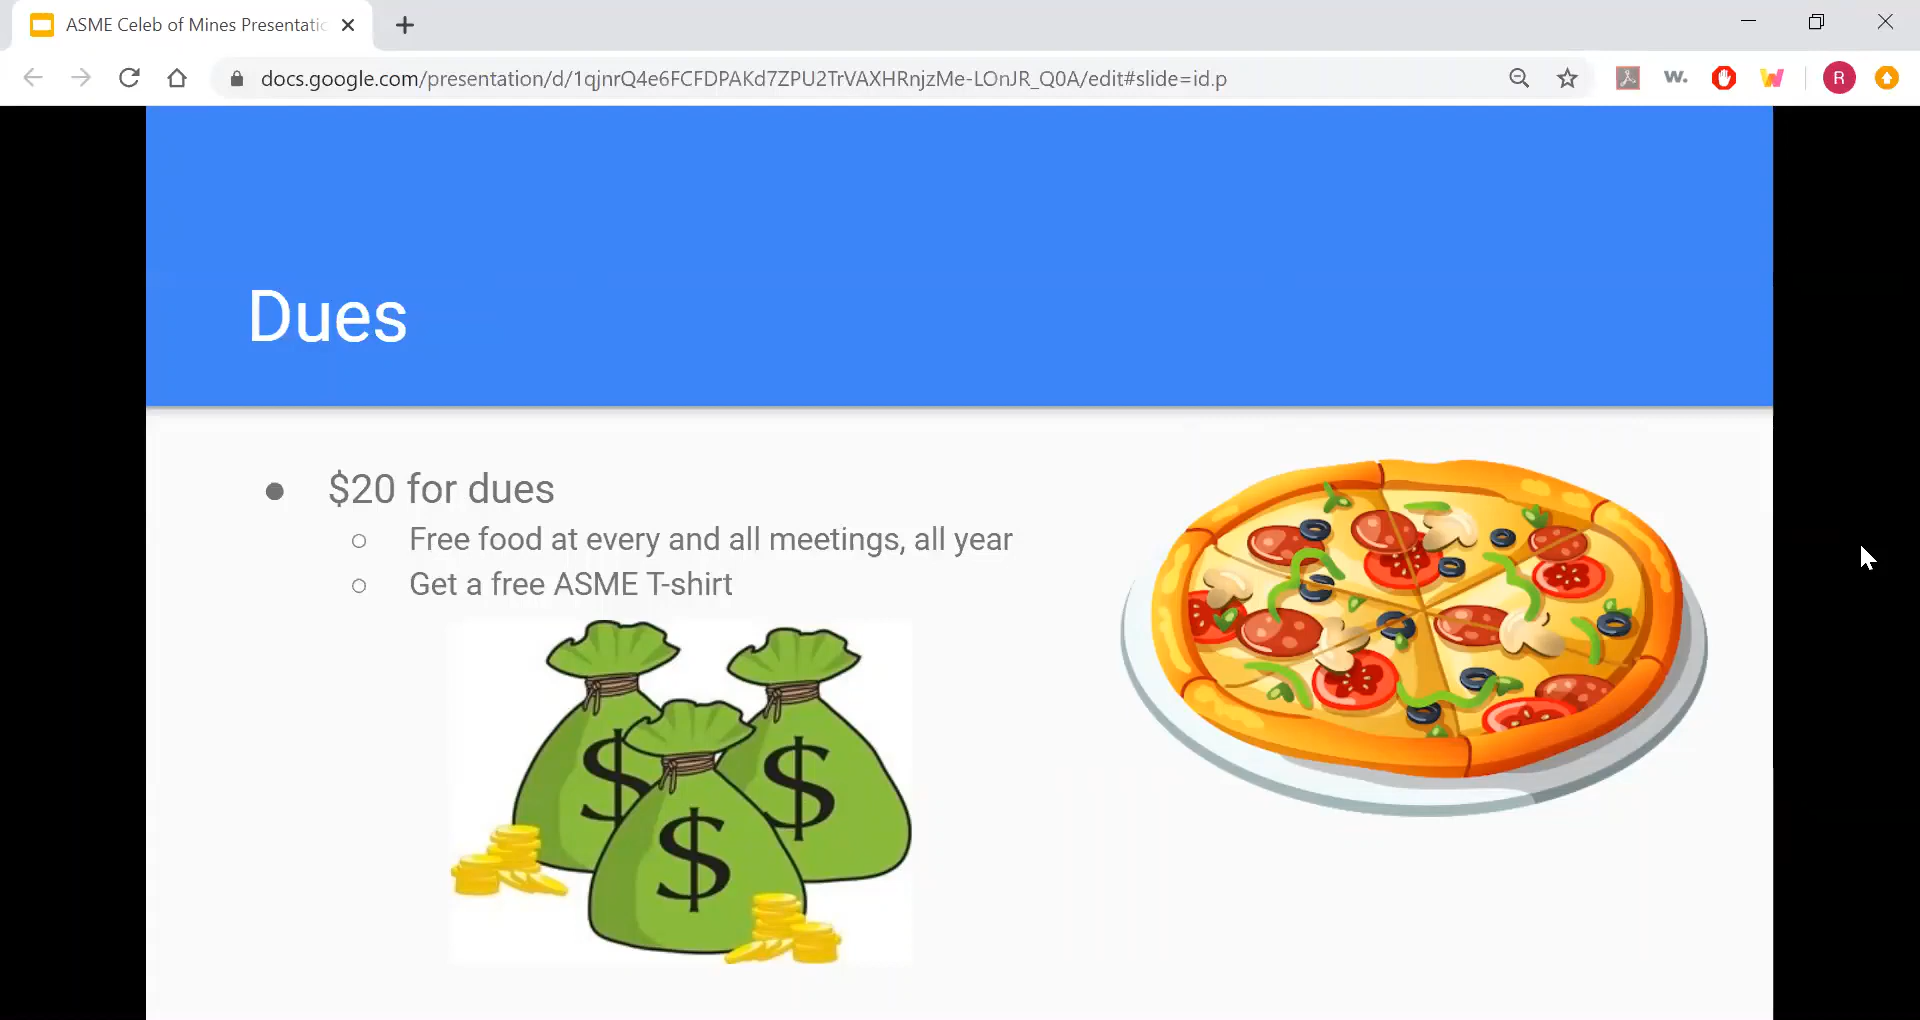 ASME Celeb of Mines Presentatic
docs.google.com/presentation/d/1qjnrQ4e6FCFDPAKd7ZPU2TrVAXHRnjzMe-LOnJR_Q0A/edit#slide=id.p
w.
R
Dues
$20 for dues
Free food at every and all meetings, all year
Get a free ASME T-shirt
$
$
$